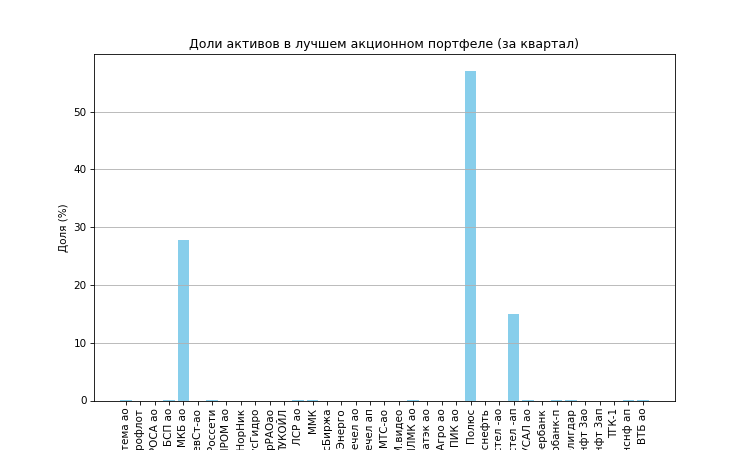 Доли активов в лучшем акционном портфеле (за квартал)
Доля (%)
50
40
30
20
10
0
тема ао
рофлот
РОСА ао
БСП ао
МКБ ао
евСт-ао
Россети
ПРОМ ао
НорНик
усГидро
рРАОао
ЛУКОЙЛ
ЛСР ао
ММК
сБиржа
Энерго
ечел ао
ечел ап
МТС-ао
М.видео
ЛМК ао
атэк ао
Агро ао
ПИК ао
Полюс
снефть
стел -ао
стел -ап
УСАЛ ао
ербанк
рбанк-п
лигдар
нфт 3ао
нфт 3ап
ТГК-1
нснф ап
ВТБ ао